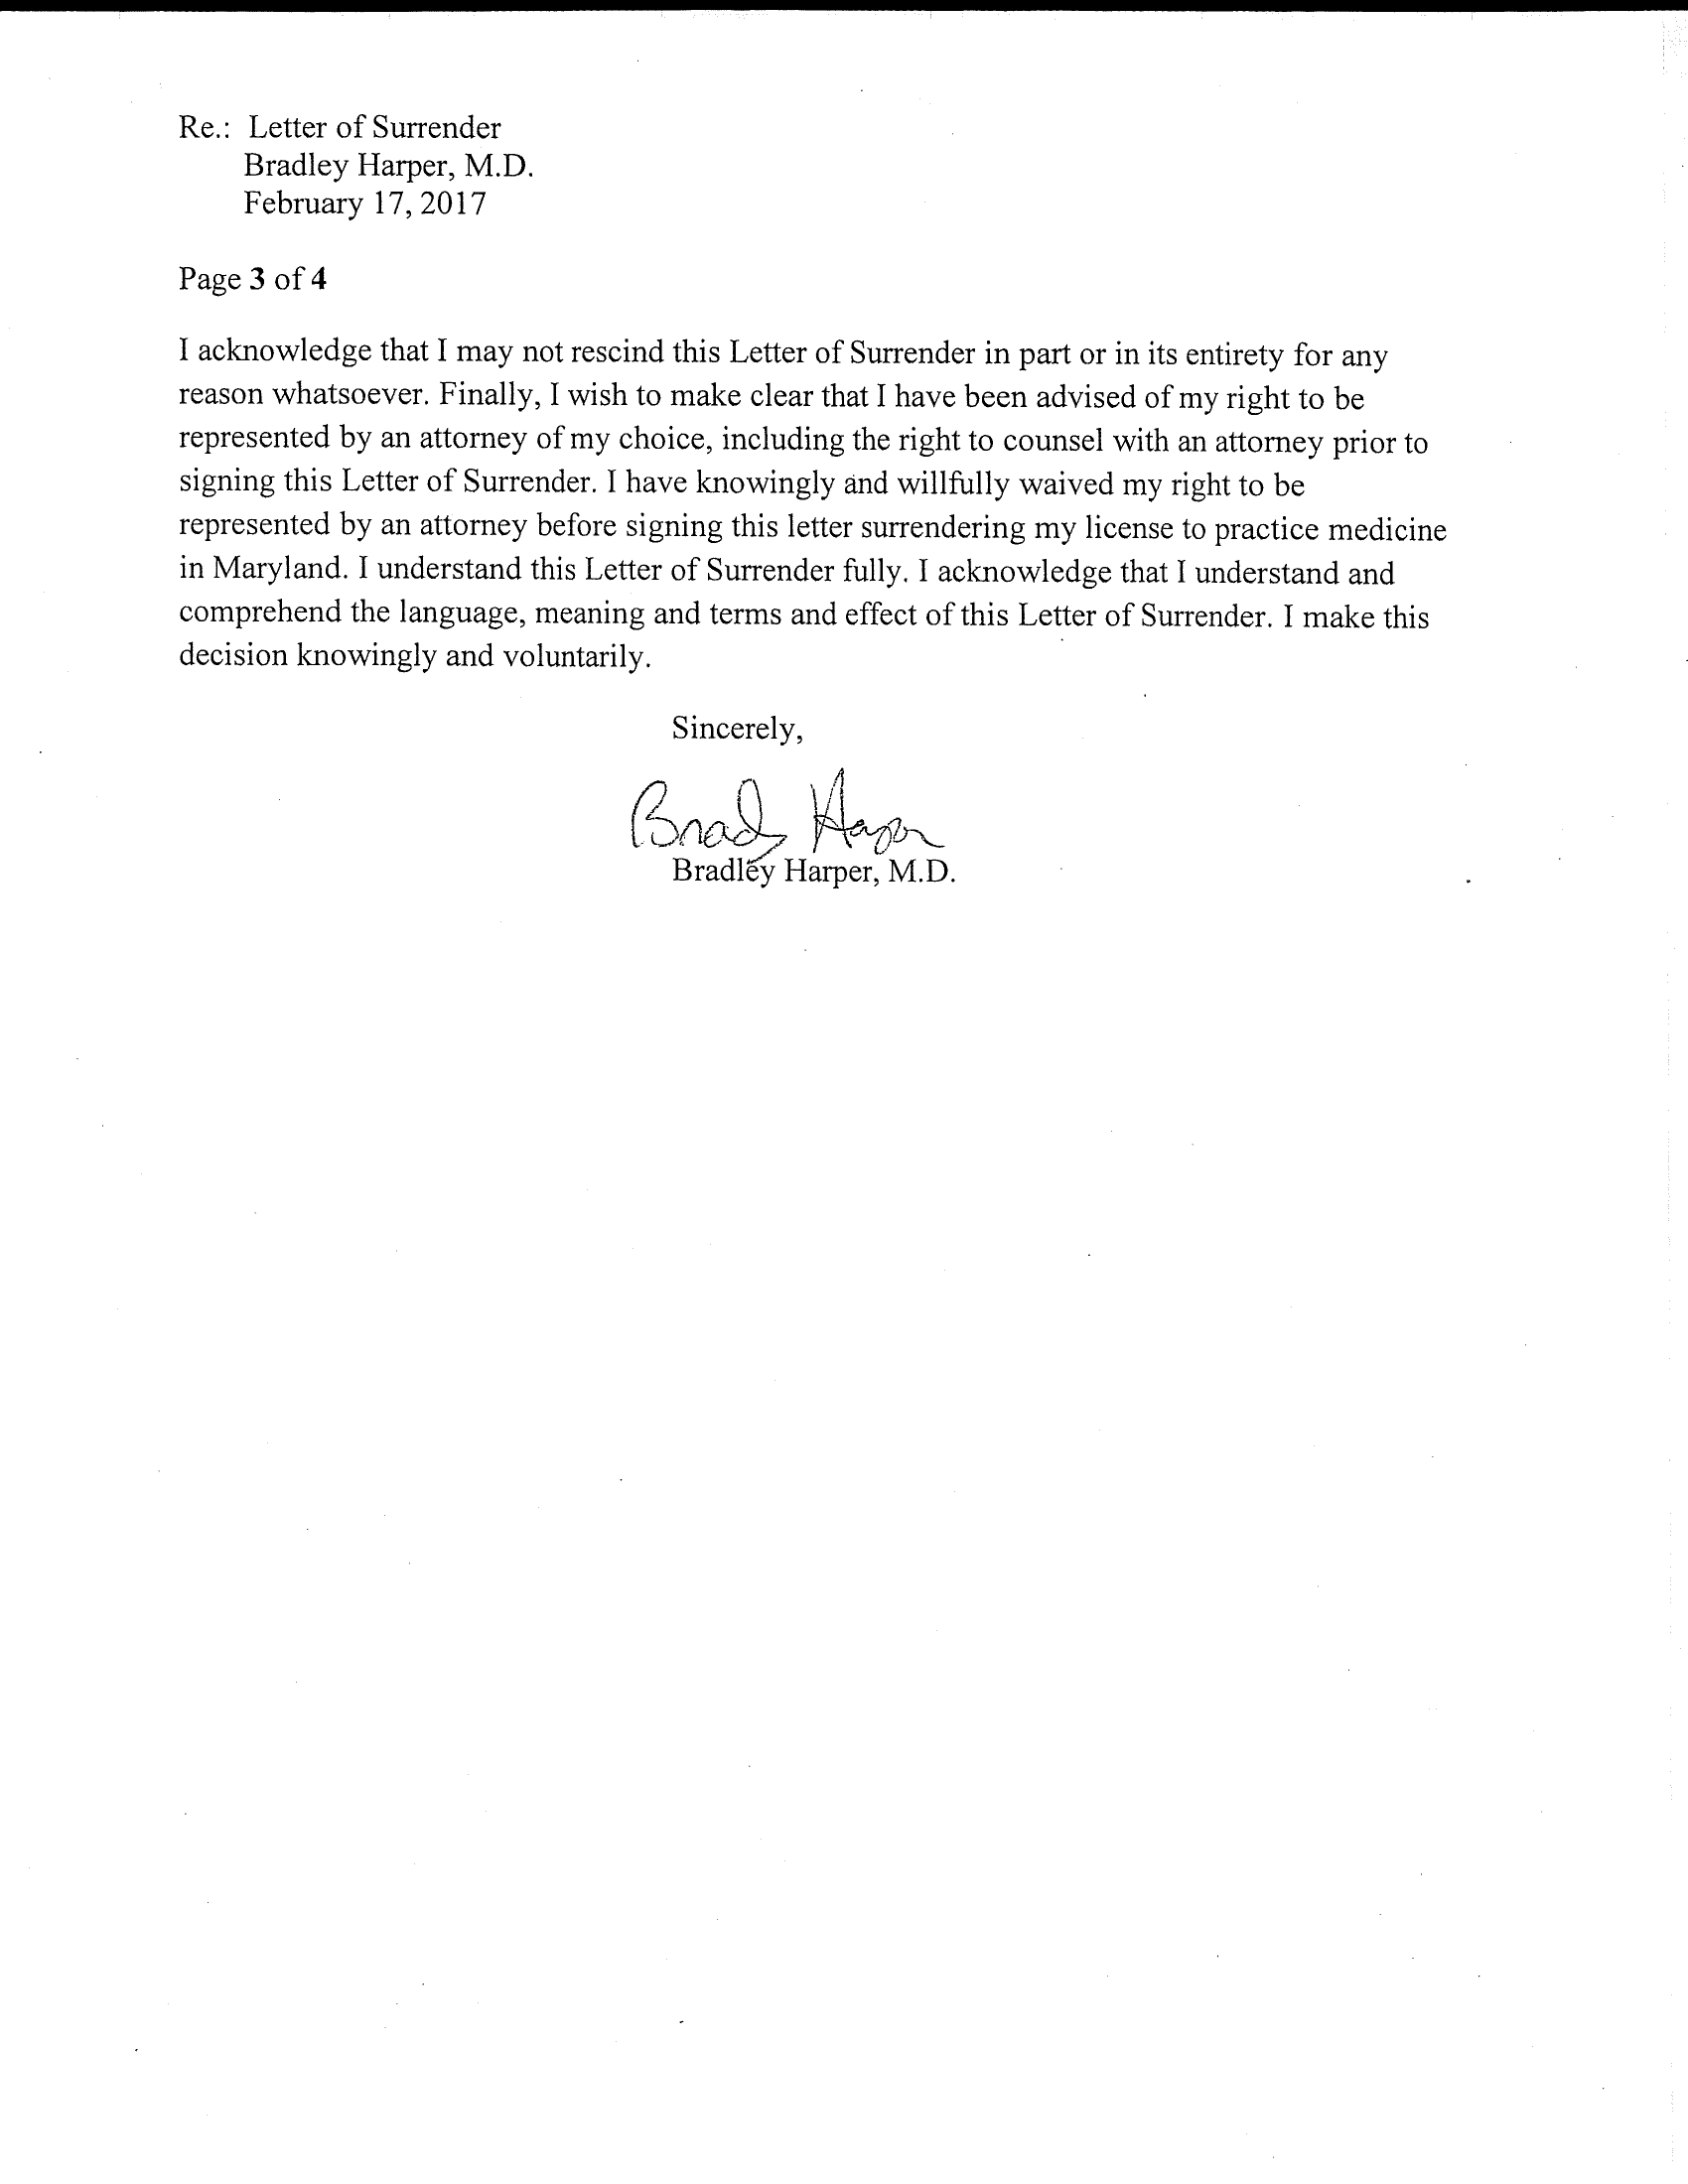 Re.: Letter of Surrender
Bradley Harper, M.D.
February 17, 2017
Page 3 of 4
I acknowledge that I may not rescind this Letter of Surrender in part or in its entirety for any
reason whatsoever. Finally, I wish to make clear that I have been advised of my right to be
represented by an attorney of my choice, including the right to counsel with an attorney prior to
signing this Letter of Surrender. I have knowingly and willfully waived my right to be
represented by an attorney before signing this letter surrendering my license to practice medicine
in Maryland. I understand this Letter of Surrender fully. I acknowledge that I understand and
comprehend the language, meaning and terms and effect of this Letter of Surrender. I make this
decision knowingly and voluntarily.
Sincerely,
Brady Harper
Bradley Harper, M.D.